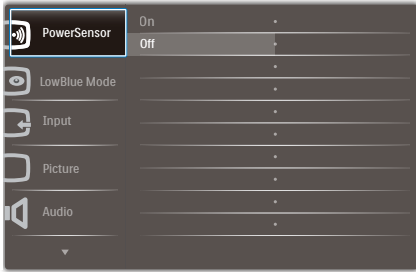 PowerSensor
On
Off
LowBlue Mode
Input
Picture
Audio